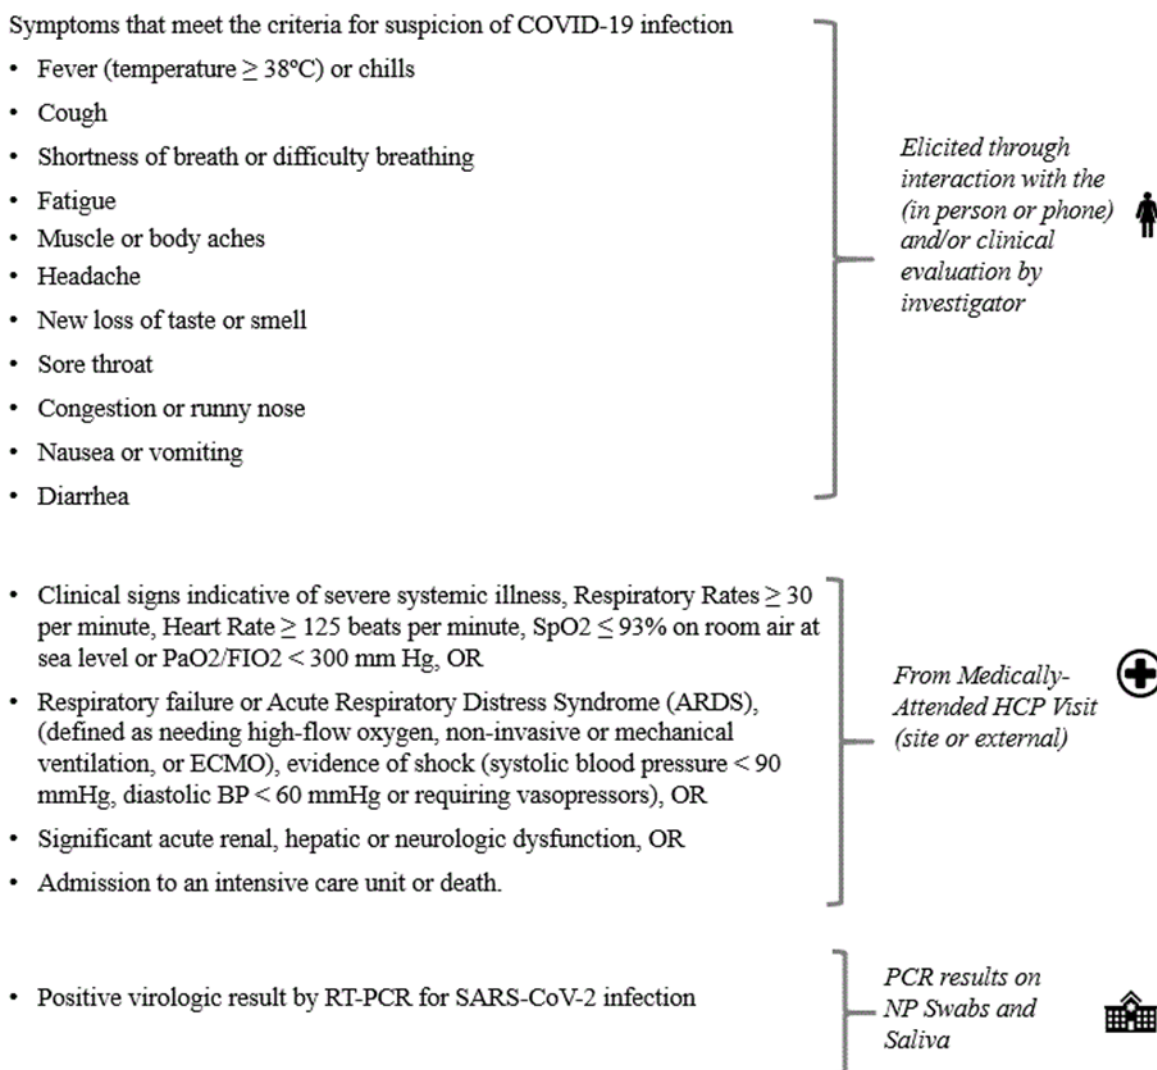 Symptoms that meet the criteria for suspicion of COVID-19 infection
• Fever (temperature ≥ 38°C) or chills
• Cough
• Shortness of breath or difficulty breathing
• Fatigue
• Muscle or body aches
• Headache
• New loss of taste or smell
• Sore throat
• Congestion or runny nose
• Nausea or vomiting
• Diarrhea
Elicited through
interaction with the
(in person or phone)
and/or clinical
evaluation by
investigator
• Clinical signs indicative of severe systemic illness, Respiratory Rates ≥ 30
per minute, Heart Rate ≥ 125 beats per minute, SpO2 ≤ 93% on room air at
sea level or PaO2/FIO2 < 300 mm Hg, OR
• Respiratory failure or Acute Respiratory Distress Syndrome (ARDS),
(defined as needing high-flow oxygen, non-invasive or mechanical
ventilation, or ECMO), evidence of shock (systolic blood pressure < 90
mmHg, diastolic BP < 60 mmHg or requiring vasopressors), OR
• Significant acute renal, hepatic or neurologic dysfunction, OR
• Admission to an intensive care unit or death.
From Medically-
Attended HCP Visit
(site or external)
• Positive virologic result by RT-PCR for SARS-CoV-2 infection
PCR results on
NP Swabs and
Saliva